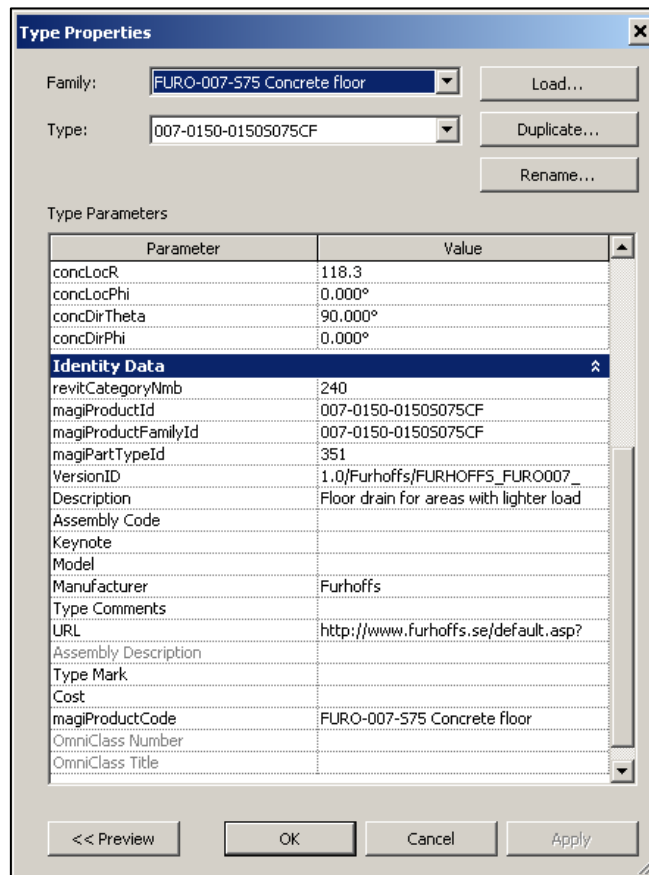 Type Properties
Family: FURO-007-S75 Concrete floor Load...
Type: 007-0150-0150S075CF Duplicate...
Rename...
Type Parameters
Parameter Value
concLocR 118.3
concLocPhi 0.000°
concDirTheta 90.000°
concDirPhi 0.000°
Identity Data
revitCategoryNmb 240
magiProductId 007-0150-0150S075CF
magiProductFamilyId 007-0150-0150S075CF
magiPartTypeId 351
VersionID 1.0/Furhoffs/FURHOFFS_FURO007_
Description Floor drain for areas with lighter load
Assembly Code
Keynote
Model
Manufacturer Furhoffs
Type Comments
URL http://www.furhoffs.se/default.asp?
Assembly Description
Type Mark
Cost
magiProductCode FURO-007-S75 Concrete floor
OmniClass Number
OmniClass Title
<< Preview OK Cancel Apply